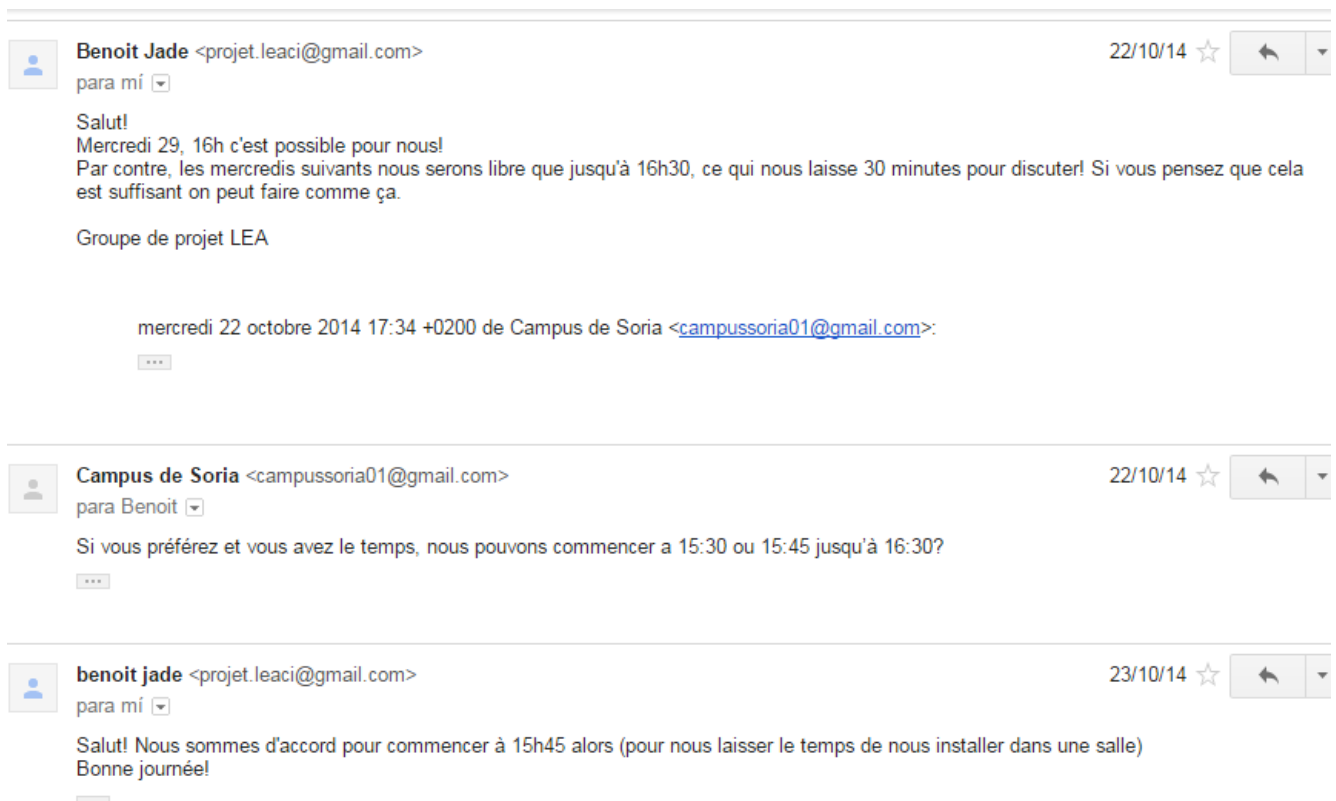 Benoit Jade <projet.leaci@gmail.com> 22/10/14
para mí
Salut!
Mercredi 29, 16h c'est possible pour nous!
Par contre, les mercredis suivants nous serons libre que jusqu'à 16h30, ce qui nous laisse 30 minutes pour discuter! Si vous pensez que cela
est suffisant on peut faire comme ça.
Groupe de projet LEA
mercredi 22 octobre 2014 17:34 +0200 de Campus de Soria <campussoria01@gmail.com>:
Campus de Soria <campussoria01@gmail.com> 22/10/14
para Benoit
Si vous préférez et vous avez le temps, nous pouvons commencer a 15:30 ou 15:45 jusqu'à 16:30?
benoit jade <projet.leaci@gmail.com> 23/10/14
para mí
Salut! Nous sommes d'accord pour commencer à 15h45 alors (pour nous laisser le temps de nous installer dans une salle)
Bonne journée!